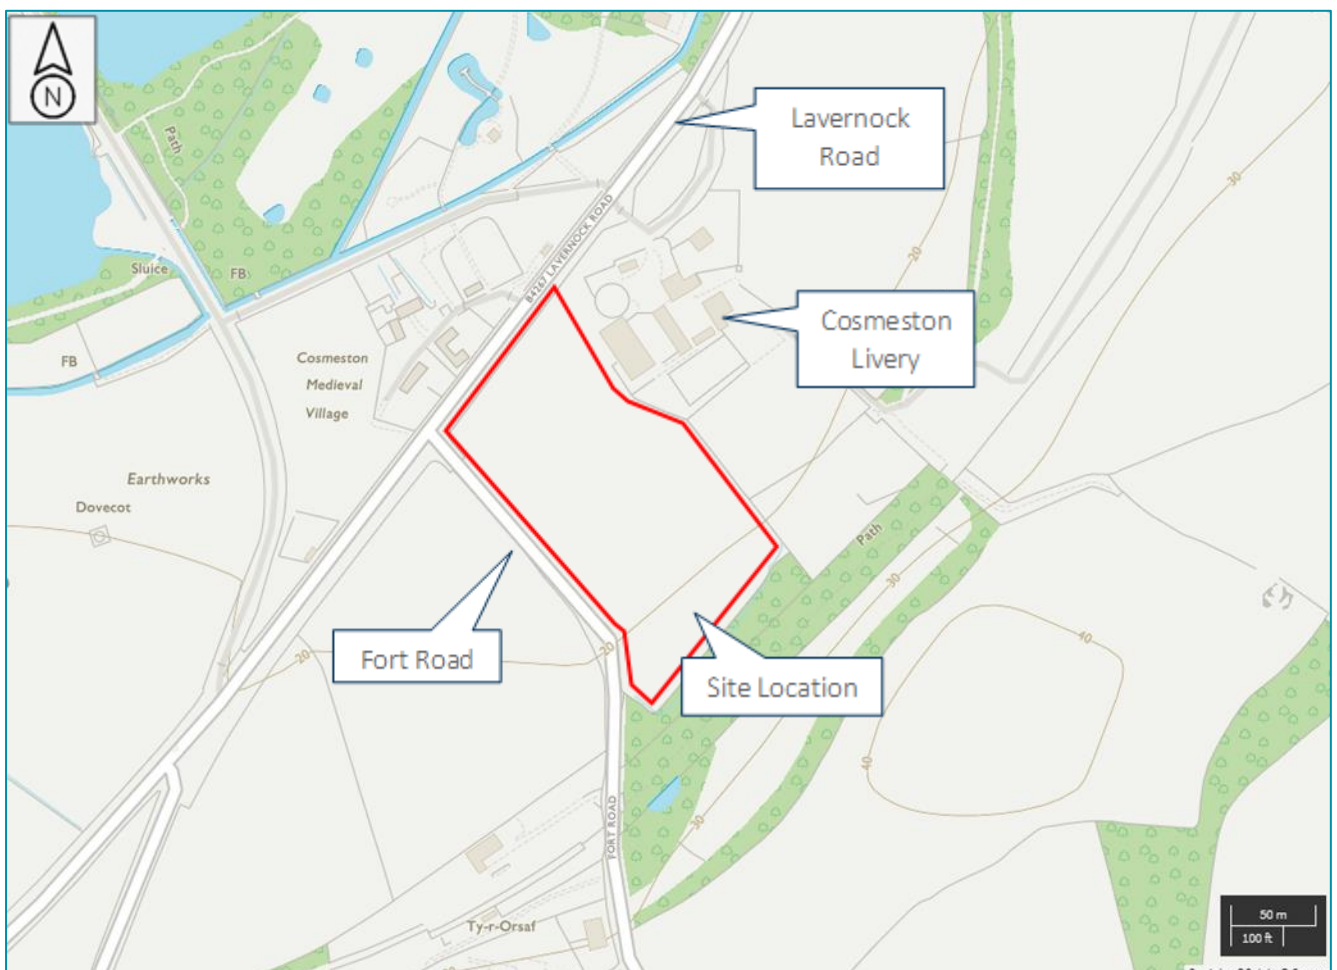 N
Lavernock
Road
Path
30
20
B4267 LAVERNOCK ROAD
Sluice
FB
Cosmeston
Livery
FB
Cosmeston
Medieval
Village
Earthworks
Dovecot
Path
30
40
Fort Road
20
20
Site Location
40
30
FORT ROAD
Ty-r-Orsaf
50 m
100 ft